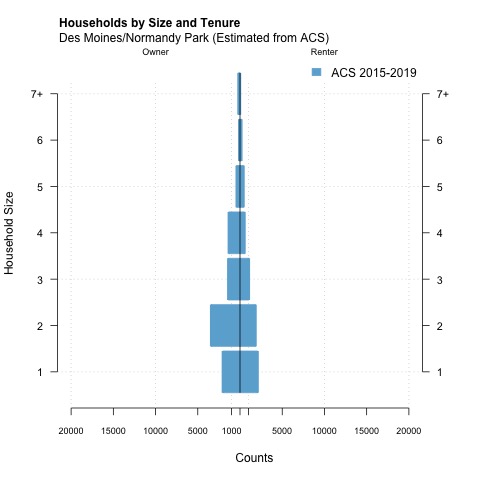 Households by Size and Tenure
Des Moines/Normandy Park (Estimated from ACS)
Owner Renter
ACS 2015-2019
7+ 7+
6 6
5 5
4 4
3 3
2 2
1 1
Household Size
20000 15000 10000 5000 1000 5000 10000 15000 20000
Counts